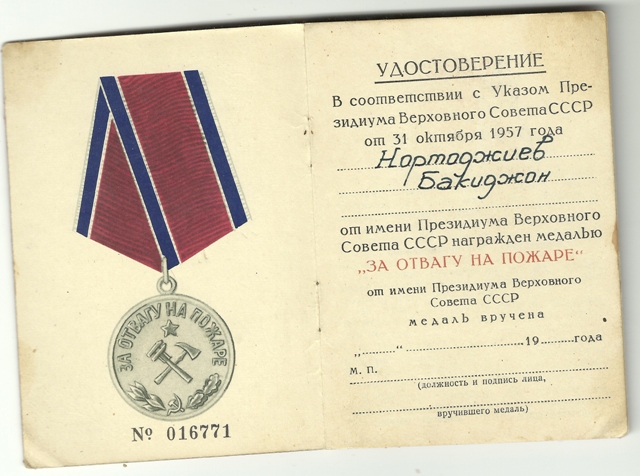 ЗА ОТВАГУ НА ПОЖАРЕ
№ 016771
УДОСТОВЕРЕНИЕ
В соответствии с Указом Пре-
зидиума Верховного Совета СССР
от 31 октября 1957 года
Нортоджиев
Бакиджон
от имени Президиума Верховного
Совета СССР награжден медалью
„ЗА ОТВАГУ НА ПОЖАРЕ“
от имени Президиума Верховного
Совета СССР
медаль вручена
„..........“ .............................. 19..........года
М. П.
(должность и подпись лица,
вручившего медаль)